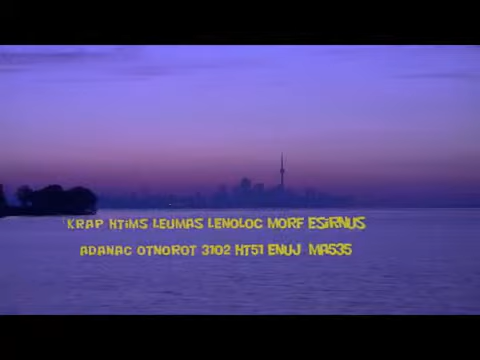 KRAP HTiMS LEUMAS LENOLOC MORF ESiRNUS
ADANAC OTNOROT 3102 HT51 ENUJ MA535